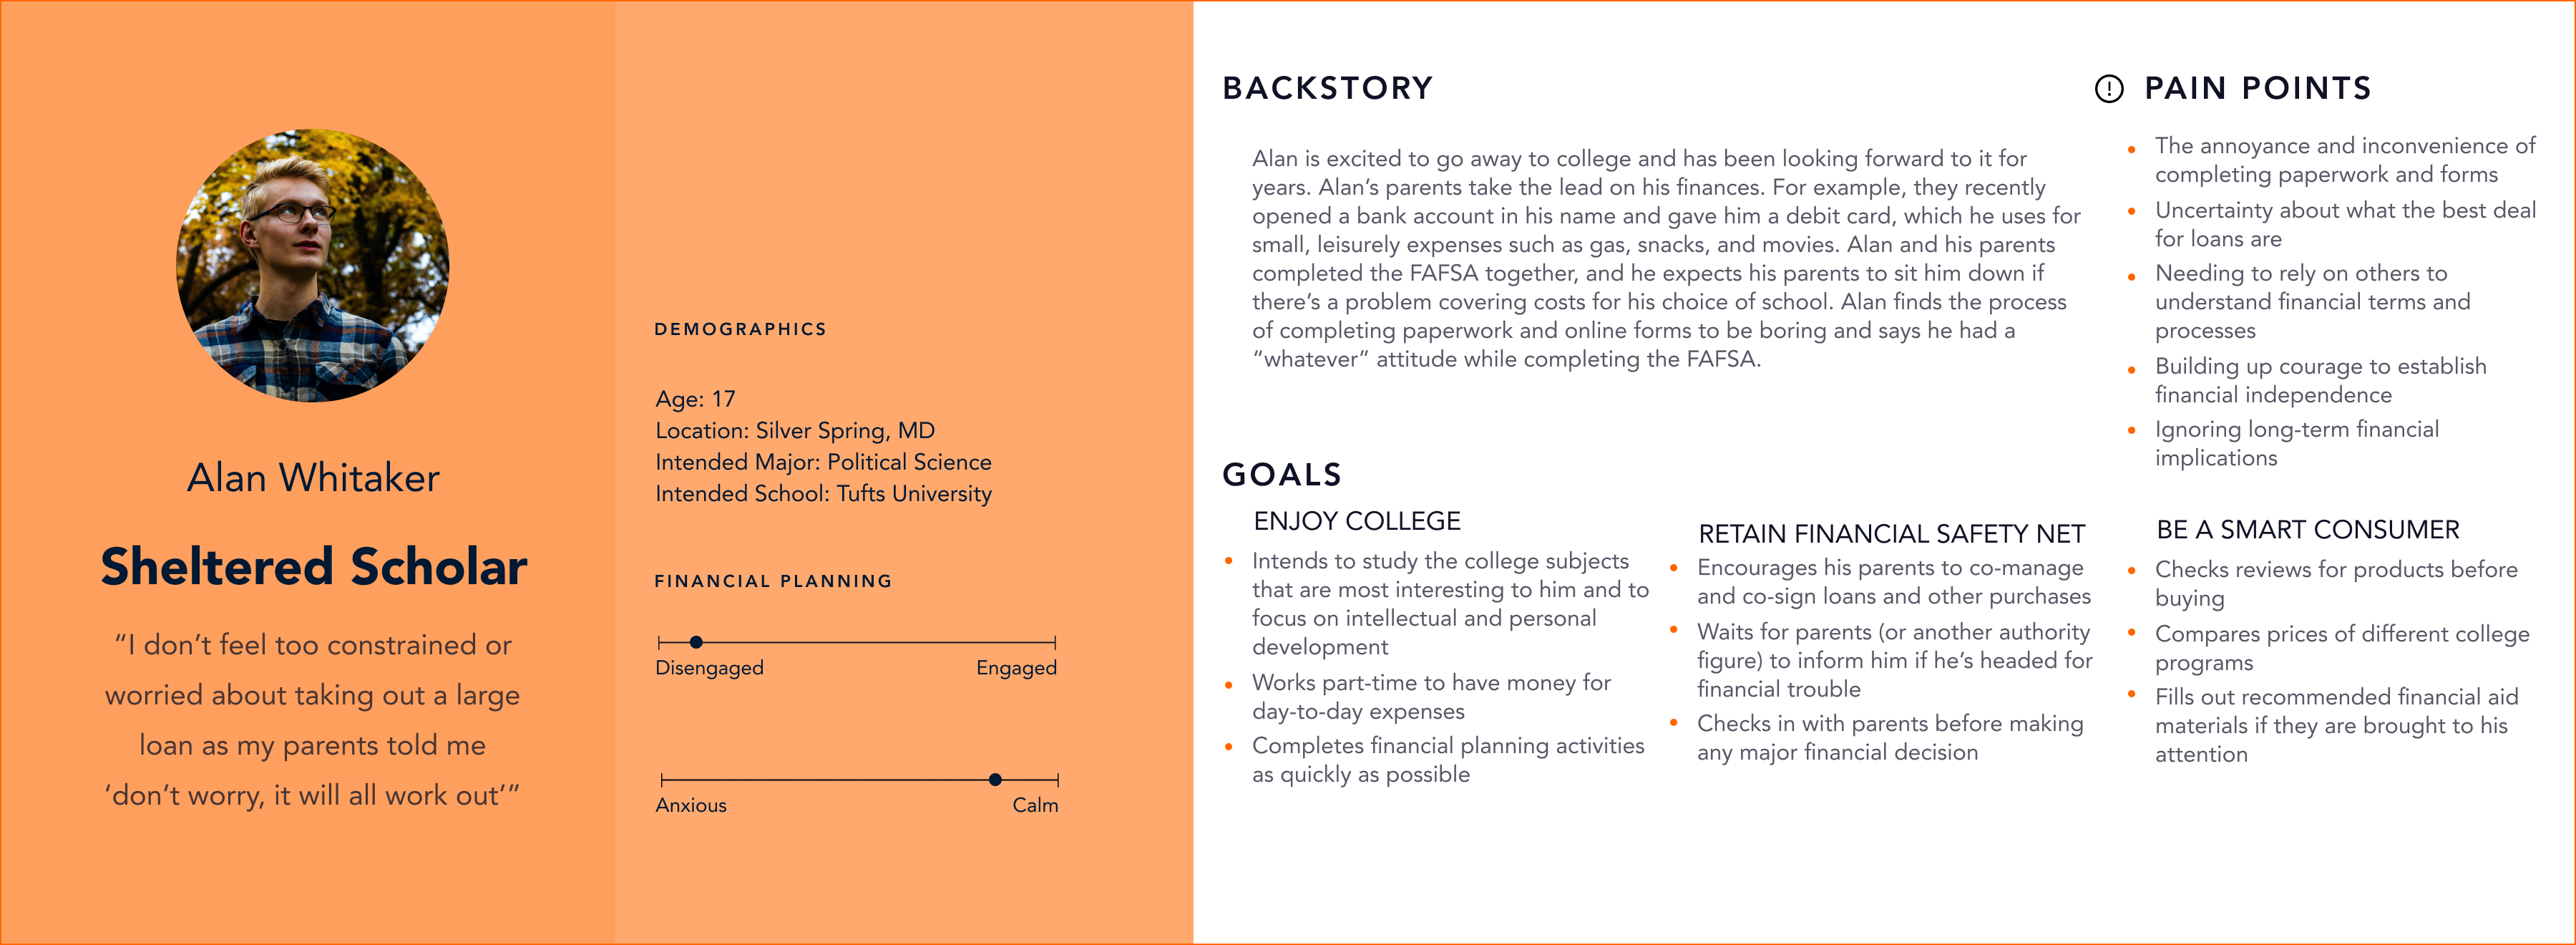 Alan Whitaker
Sheltered Scholar
“I don’t feel too constrained or
worried about taking out a large
loan as my parents told me
‘don’t worry, it will all work out’”
DEMOGRAPHICS
Age: 17
Location: Silver Spring, MD
Intended Major: Political Science
Intended School: Tufts University
FINANCIAL PLANNING
Disengaged Engaged
Anxious Calm
BACKSTORY
Alan is excited to go away to college and has been looking forward to it for
years. Alan’s parents take the lead on his finances. For example, they recently
opened a bank account in his name and gave him a debit card, which he uses for
small, leisurely expenses such as gas, snacks, and movies. Alan and his parents
completed the FAFSA together, and he expects his parents to sit him down if
there’s a problem covering costs for his choice of school. Alan finds the process
of completing paperwork and online forms to be boring and says he had a
“whatever” attitude while completing the FAFSA.
PAIN POINTS
• The annoyance and inconvenience of
completing paperwork and forms
• Uncertainty about what the best deal
for loans are
• Needing to rely on others to
understand financial terms and
processes
• Building up courage to establish
financial independence
• Ignoring long-term financial
implications
GOALS
ENJOY COLLEGE
• Intends to study the college subjects
that are most interesting to him and to
focus on intellectual and personal
development
• Works part-time to have money for
day-to-day expenses
• Completes financial planning activities
as quickly as possible
RETAIN FINANCIAL SAFETY NET
• Encourages his parents to co-manage
and co-sign loans and other purchases
• Waits for parents (or another authority
figure) to inform him if he’s headed for
financial trouble
• Checks in with parents before making
any major financial decision
BE A SMART CONSUMER
• Checks reviews for products before
buying
• Compares prices of different college
programs
• Fills out recommended financial aid
materials if they are brought to his
attention